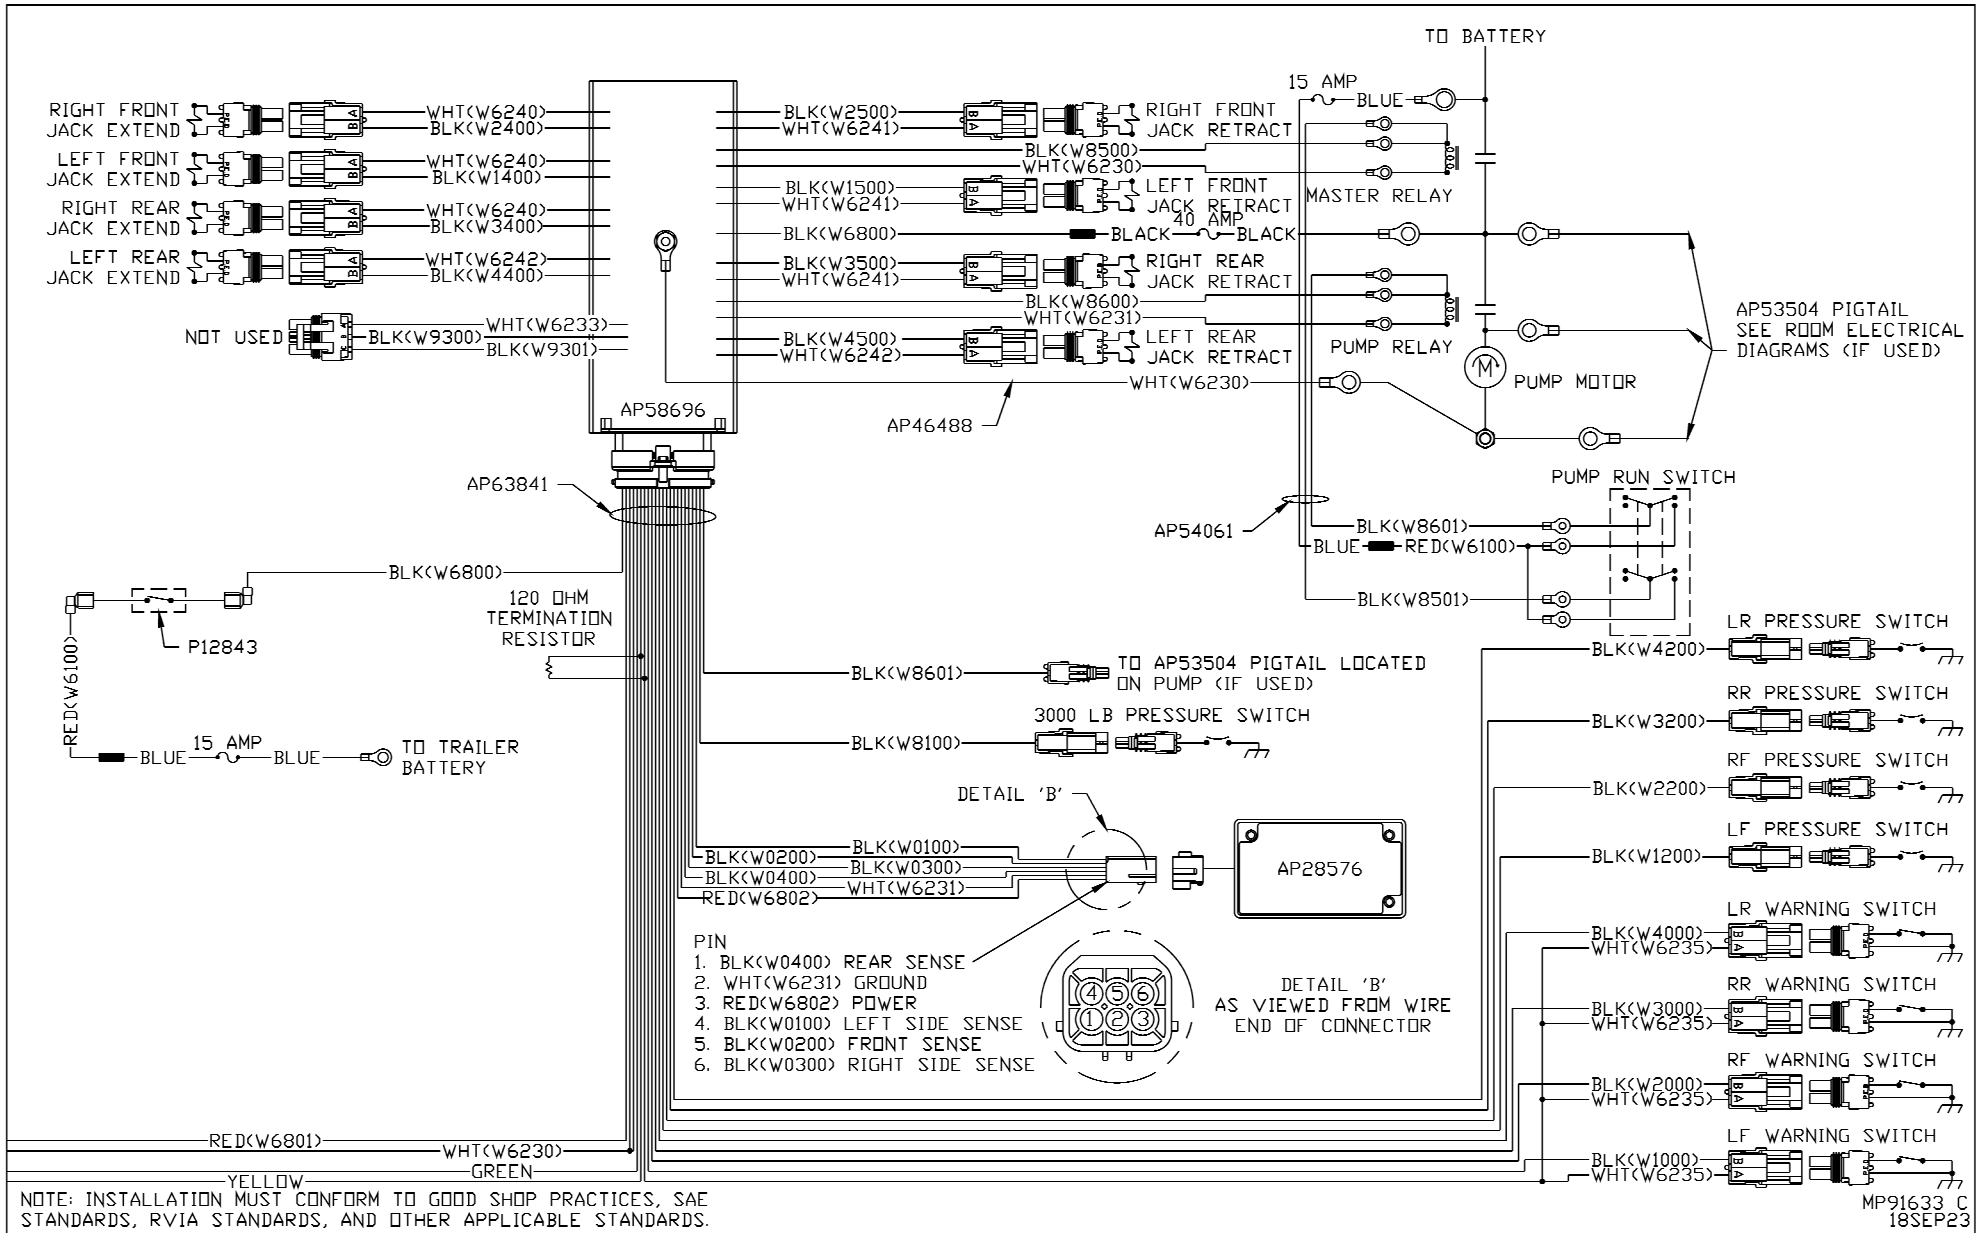 TO BATTERY
15 AMP
BLUE
RIGHT FRONT
JACK EXTEND
B A
WHT(W6240)
BLK(W2400)
LEFT FRONT
JACK EXTEND
B A
WHT(W6240)
BLK(W1400)
RIGHT REAR
JACK EXTEND
B A
WHT(W6240)
BLK(W3400)
LEFT REAR
JACK EXTEND
B A
WHT(W6242)
BLK(W4400)
NOT USED
A
B
C
WHT(W6233)
BLK(W9300)
BLK(W9301)
BLK(W2500)
WHT(W6241)
B A
RIGHT FRONT
JACK RETRACT
BLK(W8500)
WHT(W6230)
BLK(W1500)
WHT(W6241)
B A
LEFT FRONT
JACK RETRACT
MASTER RELAY
BLK(W6800)
BLACK
40 AMP
BLACK
BLK(W3500)
WHT(W6241)
B A
RIGHT REAR
JACK RETRACT
BLK(W8600)
WHT(W6231)
BLK(W4500)
WHT(W6242)
B A
LEFT REAR
JACK RETRACT
PUMP RELAY
M
PUMP MOTOR
AP53504 PIGTAIL
SEE ROOM ELECTRICAL
DIAGRAMS (IF USED)
WHT(W6230)
AP58696
AP46488
AP63841
AP54061
PUMP RUN SWITCH
BLK(W8601)
BLUE
RED(W6100)
BLK(W8501)
BLK(W6800)
P12843
RED(W6100)
BLUE
15 AMP
BLUE
TO TRAILER
BATTERY
120 OHM
TERMINATION
RESISTOR
BLK(W8601)
TO AP53504 PIGTAIL LOCATED
ON PUMP (IF USED)
3000 LB PRESSURE SWITCH
BLK(W8100)
LR PRESSURE SWITCH
BLK(W4200)
RR PRESSURE SWITCH
BLK(W3200)
RF PRESSURE SWITCH
BLK(W2200)
LF PRESSURE SWITCH
BLK(W1200)
DETAIL 'B'
BLK(W0100)
BLK(W0200)
BLK(W0300)
BLK(W0400)
WHT(W6231)
RED(W6802)
AP28576
PIN
1. BLK(W0400) REAR SENSE
2. WHT(W6231) GROUND
3. RED(W6802) POWER
4. BLK(W0100) LEFT SIDE SENSE
5. BLK(W0200) FRONT SENSE
6. BLK(W0300) RIGHT SIDE SENSE
4 5 6
1 2 3
DETAIL 'B'
AS VIEWED FROM WIRE
END OF CONNECTOR
LR WARNING SWITCH
BLK(W4000)
WHT(W6235)
B A
RR WARNING SWITCH
BLK(W3000)
WHT(W6235)
B A
RF WARNING SWITCH
BLK(W2000)
WHT(W6235)
B A
LF WARNING SWITCH
BLK(W1000)
WHT(W6235)
B A
RED(W6801)
WHT(W6230)
GREEN
YELLOW
NOTE: INSTALLATION MUST CONFORM TO GOOD SHOP PRACTICES, SAE
STANDARDS, RVIA STANDARDS, AND OTHER APPLICABLE STANDARDS.
MP91633 C
18SEP23